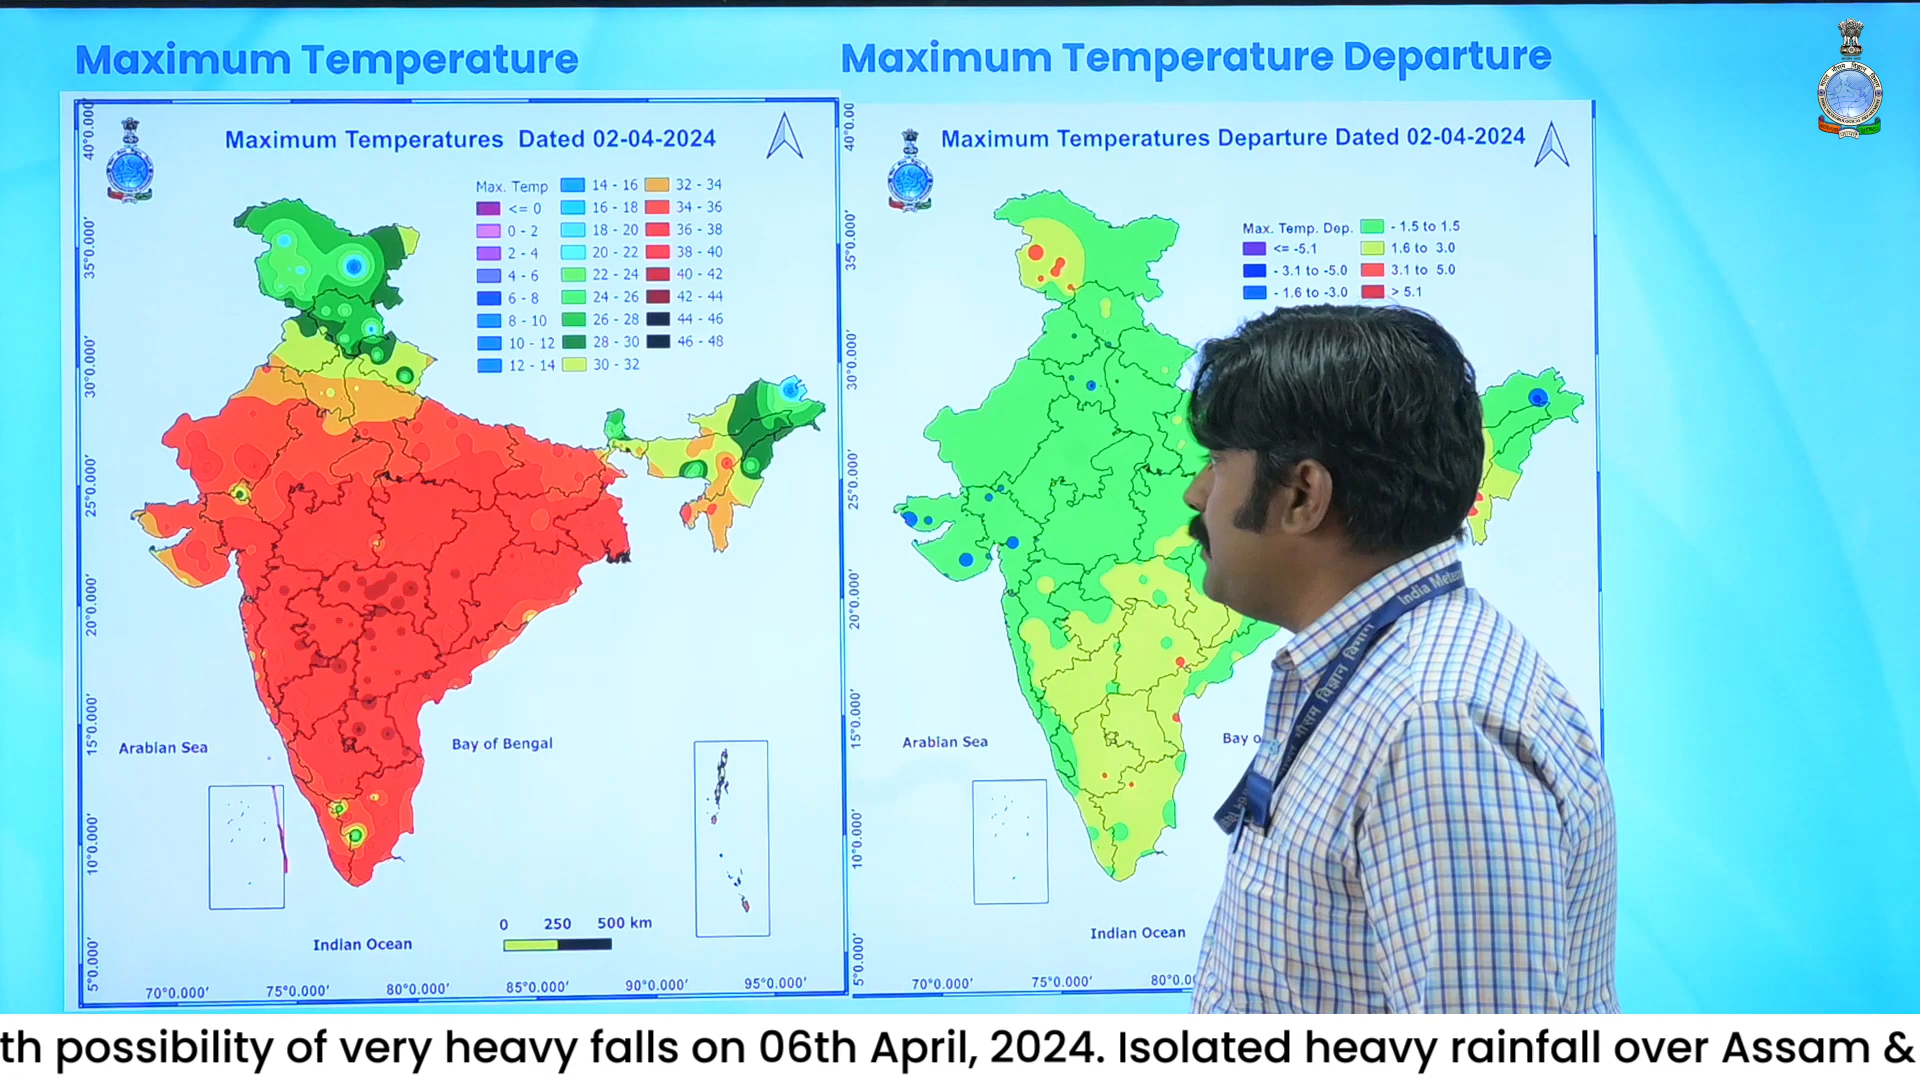 Maximum Temperature
Maximum Temperature Departure
Maximum Temperatures Dated 02-04-2024
Max. Temp
<= 0
0 - 2
2 - 4
4 - 6
6 - 8
8 - 10
10 - 12
12 - 14
14 - 16
16 - 18
18 - 20
20 - 22
22 - 24
24 - 26
26 - 28
28 - 30
30 - 32
32 - 34
34 - 36
36 - 38
38 - 40
40 - 42
42 - 44
44 - 46
46 - 48
40°0.000'
35°0.000'
30°0.000'
25°0.000'
20°0.000'
15°0.000'
10°0.000'
5°0.000'
Arabian Sea
Bay of Bengal
Indian Ocean
0 250 500 km
70°0.000' 75°0.000' 80°0.000' 85°0.000' 90°0.000' 95°0.000'
Maximum Temperatures Departure Dated 02-04-2024
Max. Temp. Dep.
<= -5.1
- 3.1 to -5.0
- 1.6 to -3.0
- 1.5 to 1.5
1.6 to 3.0
3.1 to 5.0
> 5.1
40°0.00
35°0.000'
30°0.000'
25°0.000'
20°0.000'
15°0.000'
10°0.000'
5°0.000'
Arabian Sea
Bay o
Indian Ocean
70°0.000' 75°0.000' 80°0.0
India Mete
मौसम विज्ञान विभाग
th possibility of very heavy falls on 06th April, 2024. Isolated heavy rainfall over Assam &